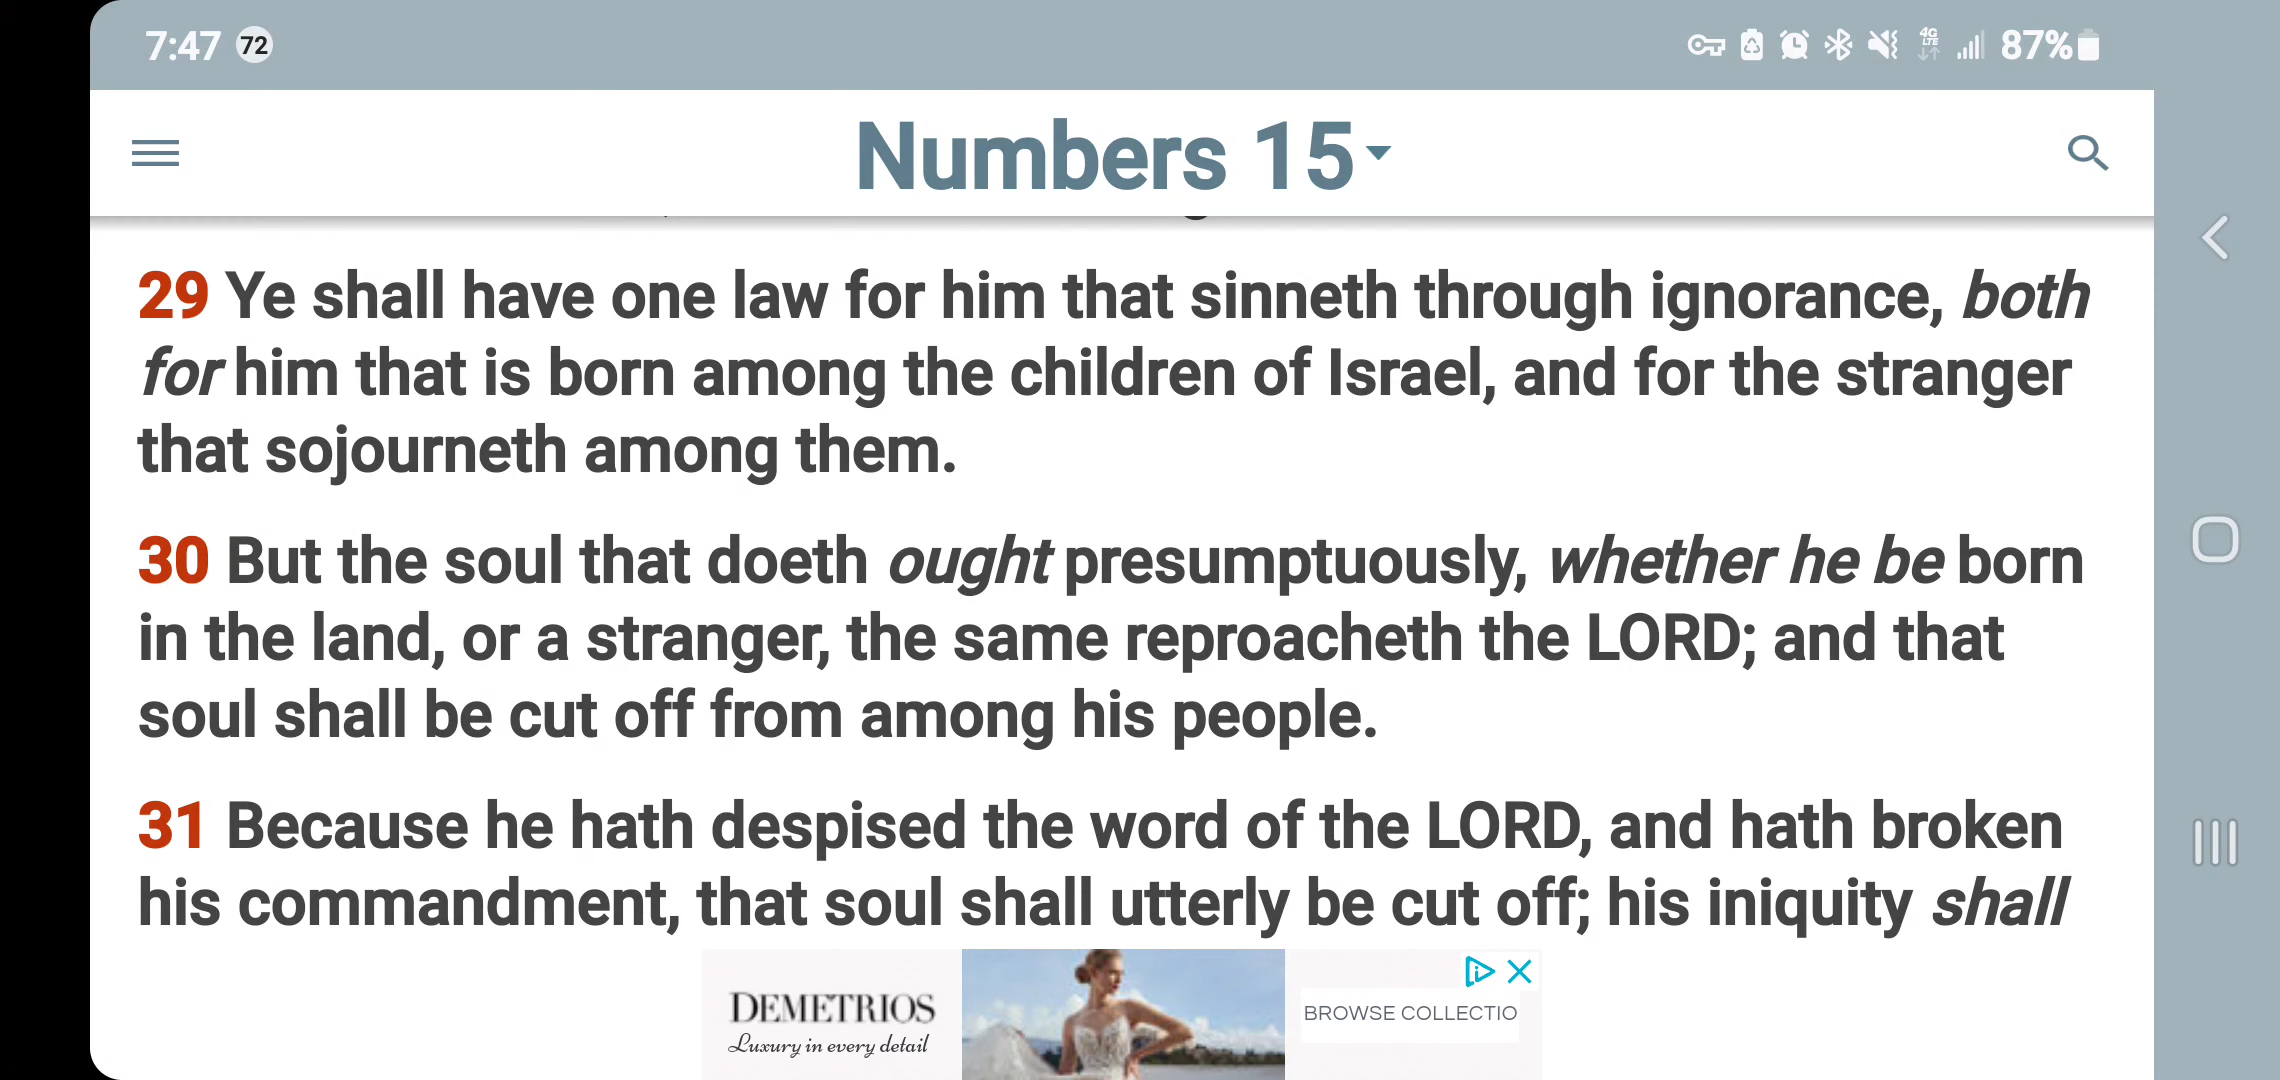 7:47 72 4G LTE 87%
Numbers 15
29 Ye shall have one law for him that sinneth through ignorance, both
for him that is born among the children of Israel, and for the stranger
that sojourneth among them.
30 But the soul that doeth ought presumptuously, whether he be born
in the land, or a stranger, the same reproacheth the LORD; and that
soul shall be cut off from among his people.
31 Because he hath despised the word of the LORD, and hath broken
his commandment, that soul shall utterly be cut off; his iniquity shall
DEMETRIOS
Luxury in every detail
BROWSE COLLECTIO